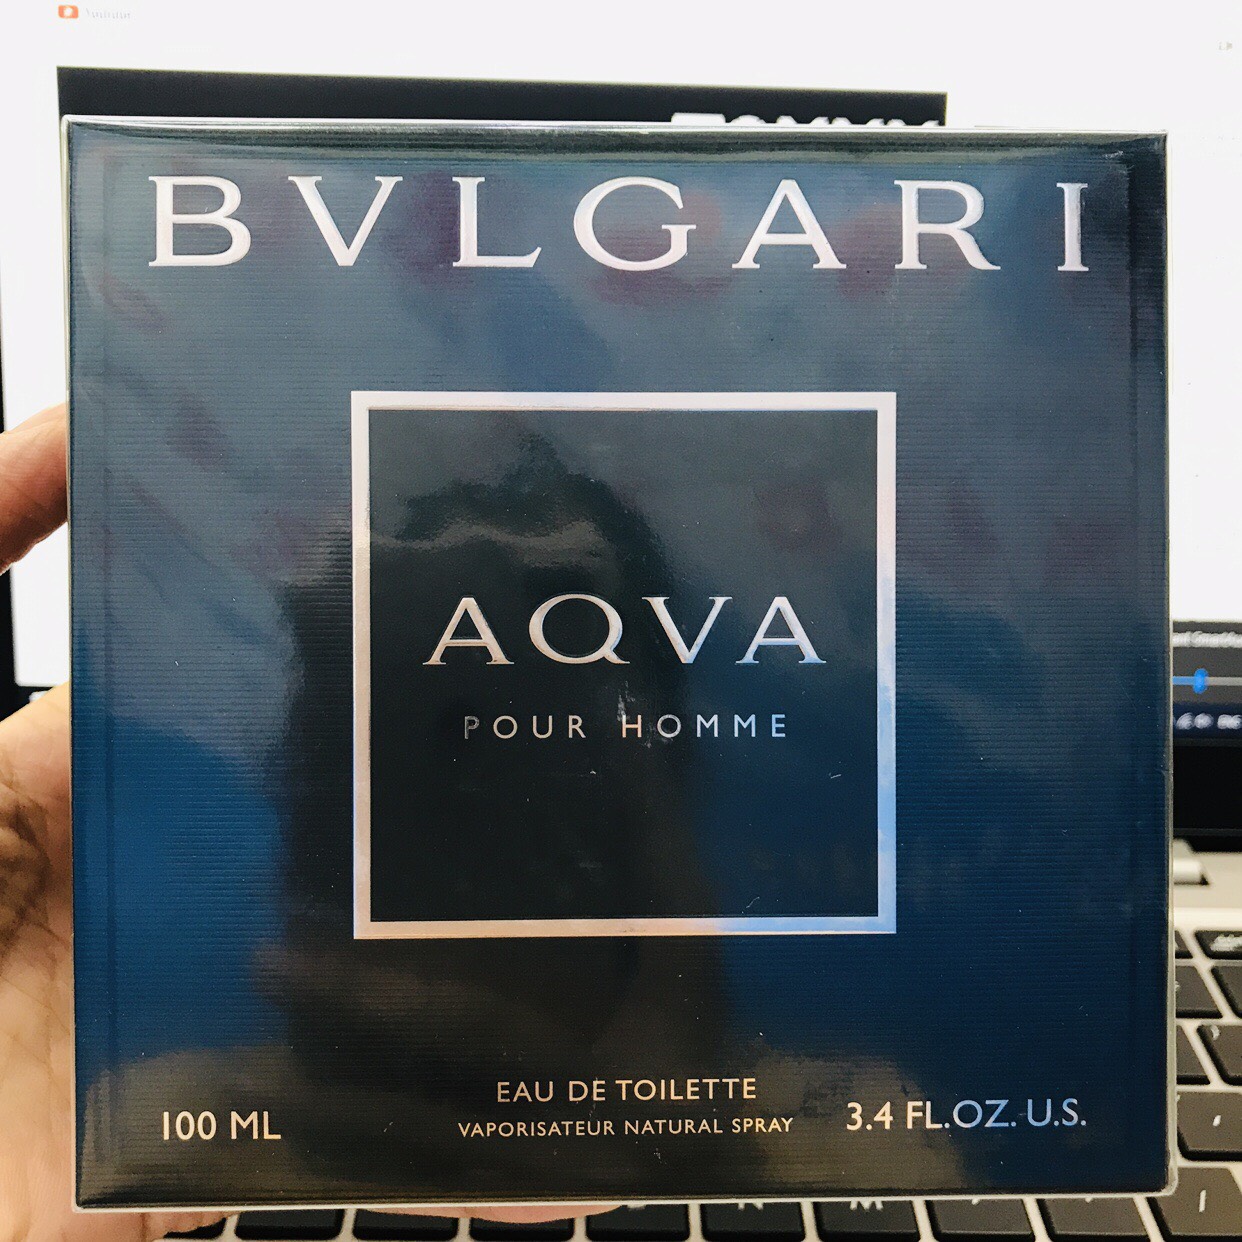 BVLGARI
AQVA
POUR HOMME
EAU DE TOILETTE
100 ML
VAPORISATEUR NATURAL SPRAY
3.4 FL.OZ. U.S.
N
M